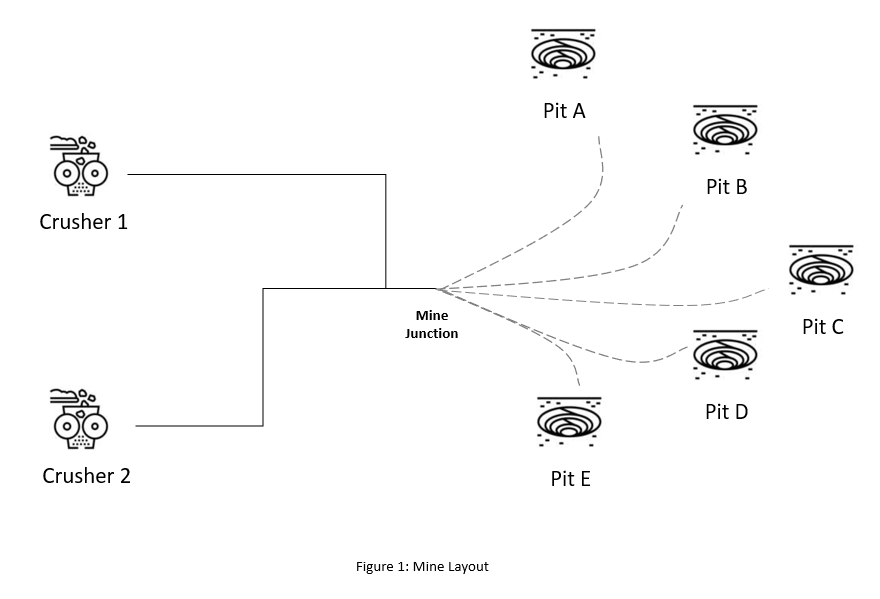 Pit A
Pit B
Crusher 1
Mine
Junction
Pit C
Pit D
Crusher 2
Pit E
Figure 1: Mine Layout